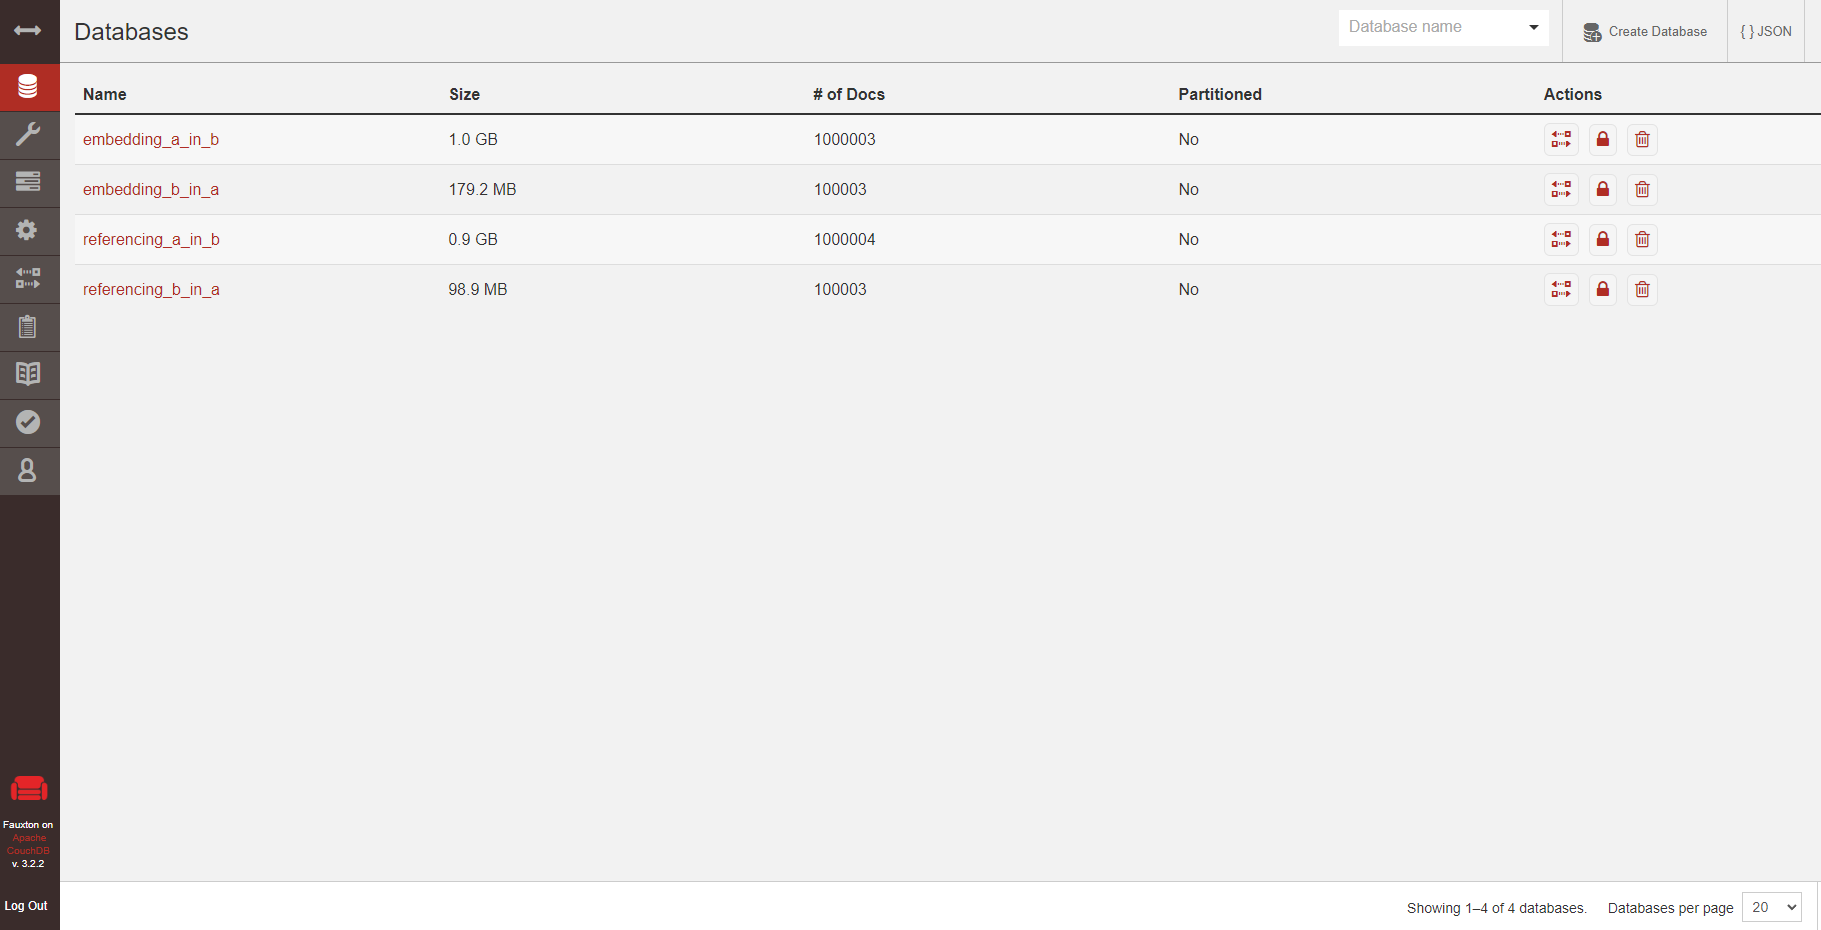 Databases
Database name
Create Database
{ } JSON
Name Size # of Docs Partitioned Actions
embedding_a_in_b 1.0 GB 1000003 No
embedding_b_in_a 179.2 MB 100003 No
referencing_a_in_b 0.9 GB 1000004 No
referencing_b_in_a 98.9 MB 100003 No
Fauxton on
Apache
CouchDB
v. 3.2.2
Log Out
Showing 1–4 of 4 databases. Databases per page 20